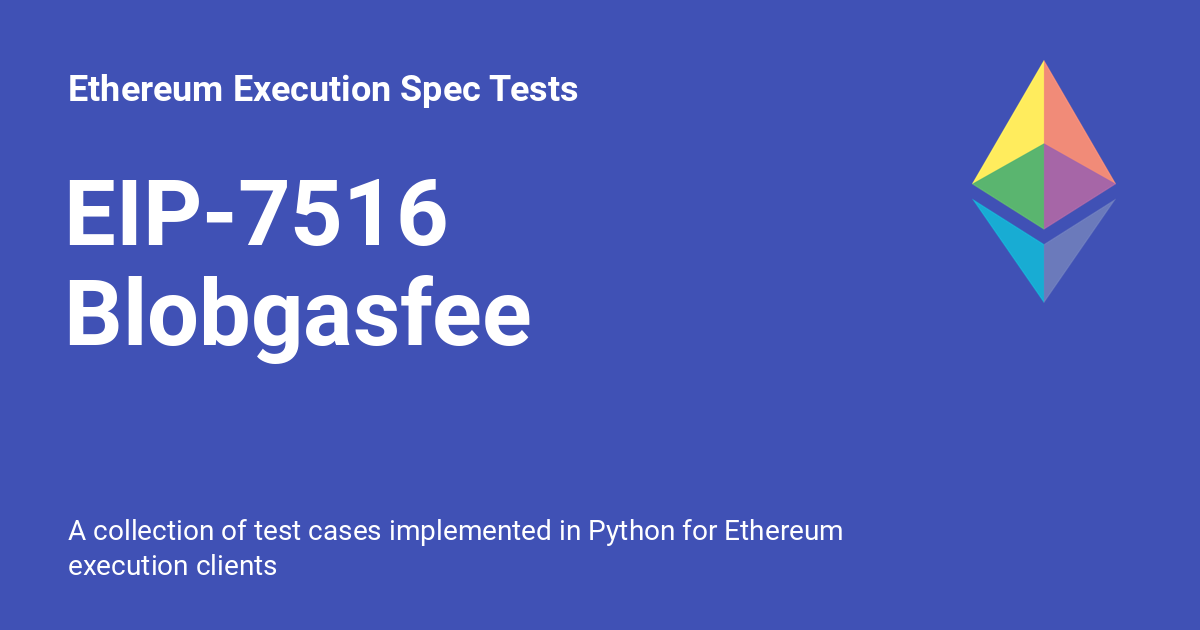 Ethereum Execution Spec Tests
EIP-7516
Blobgasfee
A collection of test cases implemented in Python for Ethereum
execution clients